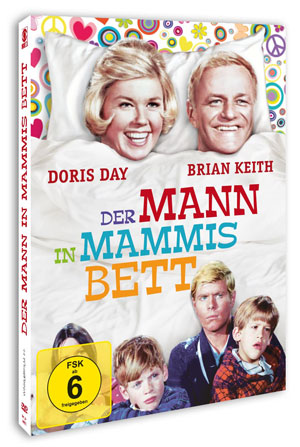 DORIS DAY
BRIAN KEITH
DER MANN
IN MAMMIS
BETT
FSK
ab
6
freigegeben
DER MANN IN MAMMIS BETT